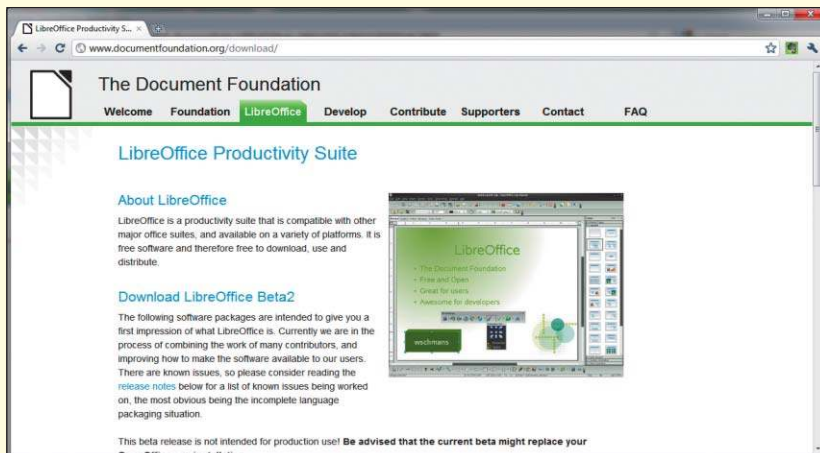 LibreOffice Productivity S...
www.documentfoundation.org/download/
The Document Foundation
Welcome Foundation LibreOffice Develop Contribute Supporters Contact FAQ
LibreOffice Productivity Suite
About LibreOffice
LibreOffice is a productivity suite that is compatible with other
major office suites, and available on a variety of platforms. It is
free software and therefore free to download, use and
distribute.
Download LibreOffice Beta2
The following software packages are intended to give you a
first impression of what LibreOffice is. Currently we are in the
process of combining the work of many contributors, and
improving how to make the software available to our users.
There are known issues, so please consider reading the
release notes below for a list of known issues being worked
on, the most obvious being the incomplete language
packaging situation.
This beta release is not intended for production use! Be advised that the current beta might replace your
LibreOffice
• The Document Foundation
• Free and Open
• Great for users
• Awesome for developers
wschmans